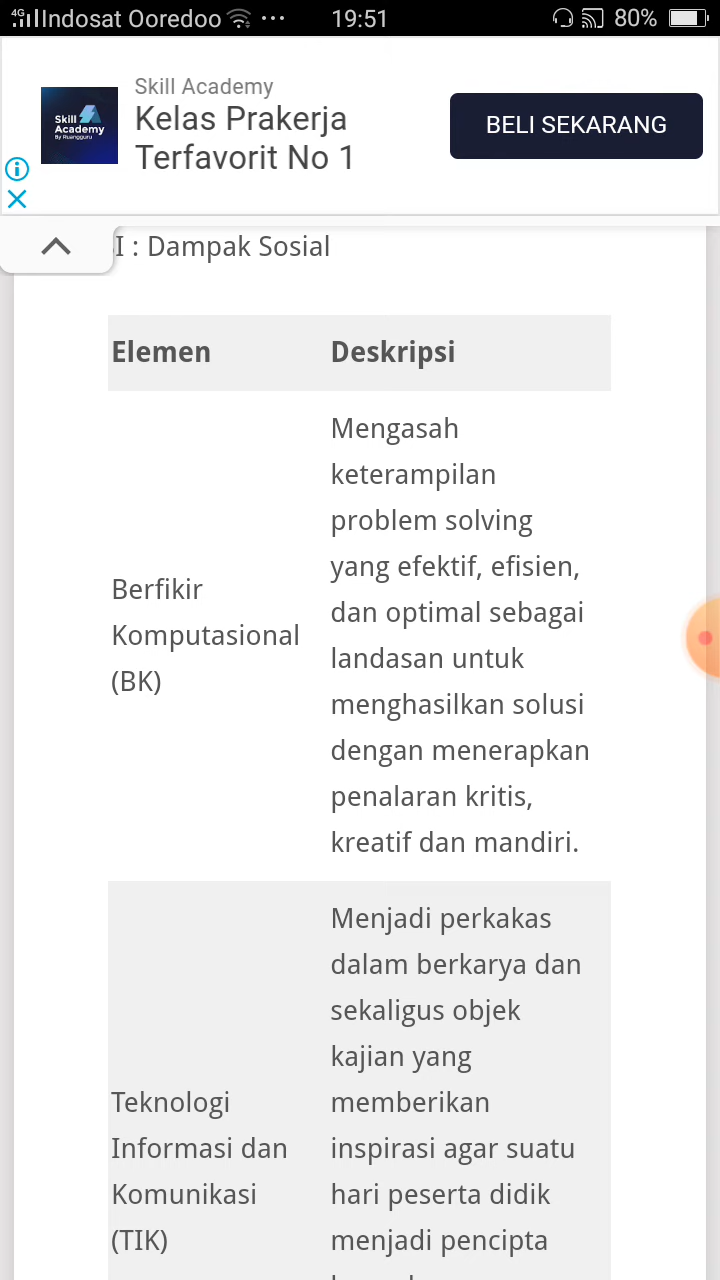 4G Indosat Ooredoo ... 19:51 80%
Skill Academy
Kelas Prakerja
Terfavorit No 1
BELI SEKARANG
Skill
Academy
By Ruangguru
I : Dampak Sosial
Elemen Deskripsi
Mengasah
keterampilan
problem solving
yang efektif, efisien,
dan optimal sebagai
landasan untuk
menghasilkan solusi
dengan menerapkan
penalaran kritis,
kreatif dan mandiri.
Berfikir
Komputasional
(BK)
Menjadi perkakas
dalam berkarya dan
sekaligus objek
kajian yang
memberikan
inspirasi agar suatu
hari peserta didik
menjadi pencipta
Teknologi
Informasi dan
Komunikasi
(TIK)